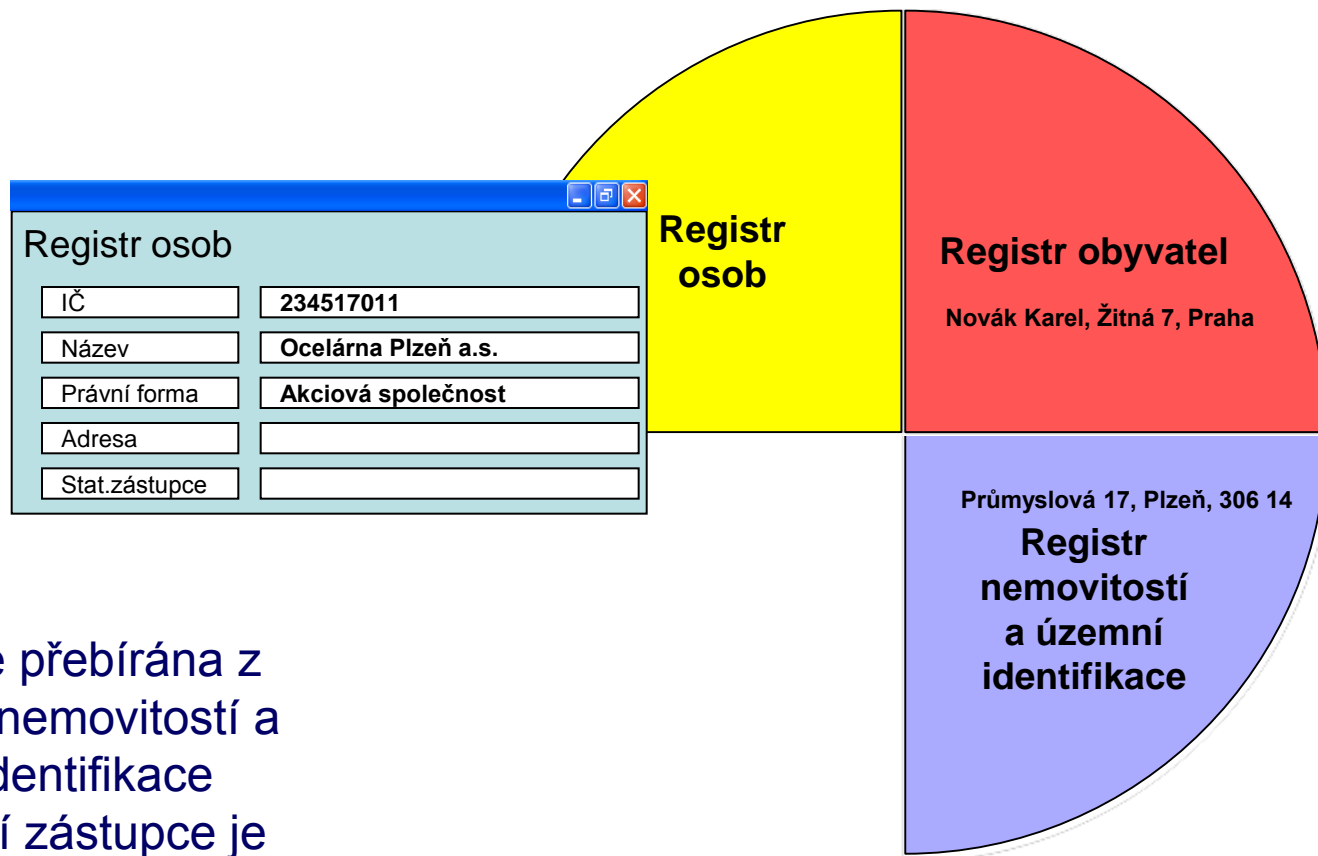 Registr osob
IČ
234517011
Název
Ocelárna Plzeň a.s.
Právní forma
Akciová společnost
Adresa
Stat.zástupce
Registr
osob
Registr obyvatel
Novák Karel, Žitná 7, Praha
Průmyslová 17, Plzeň, 306 14
Registr
nemovitostí
a územní
identifikace
přebírána z
nemovitostí a
dentifikace
í zástupce je